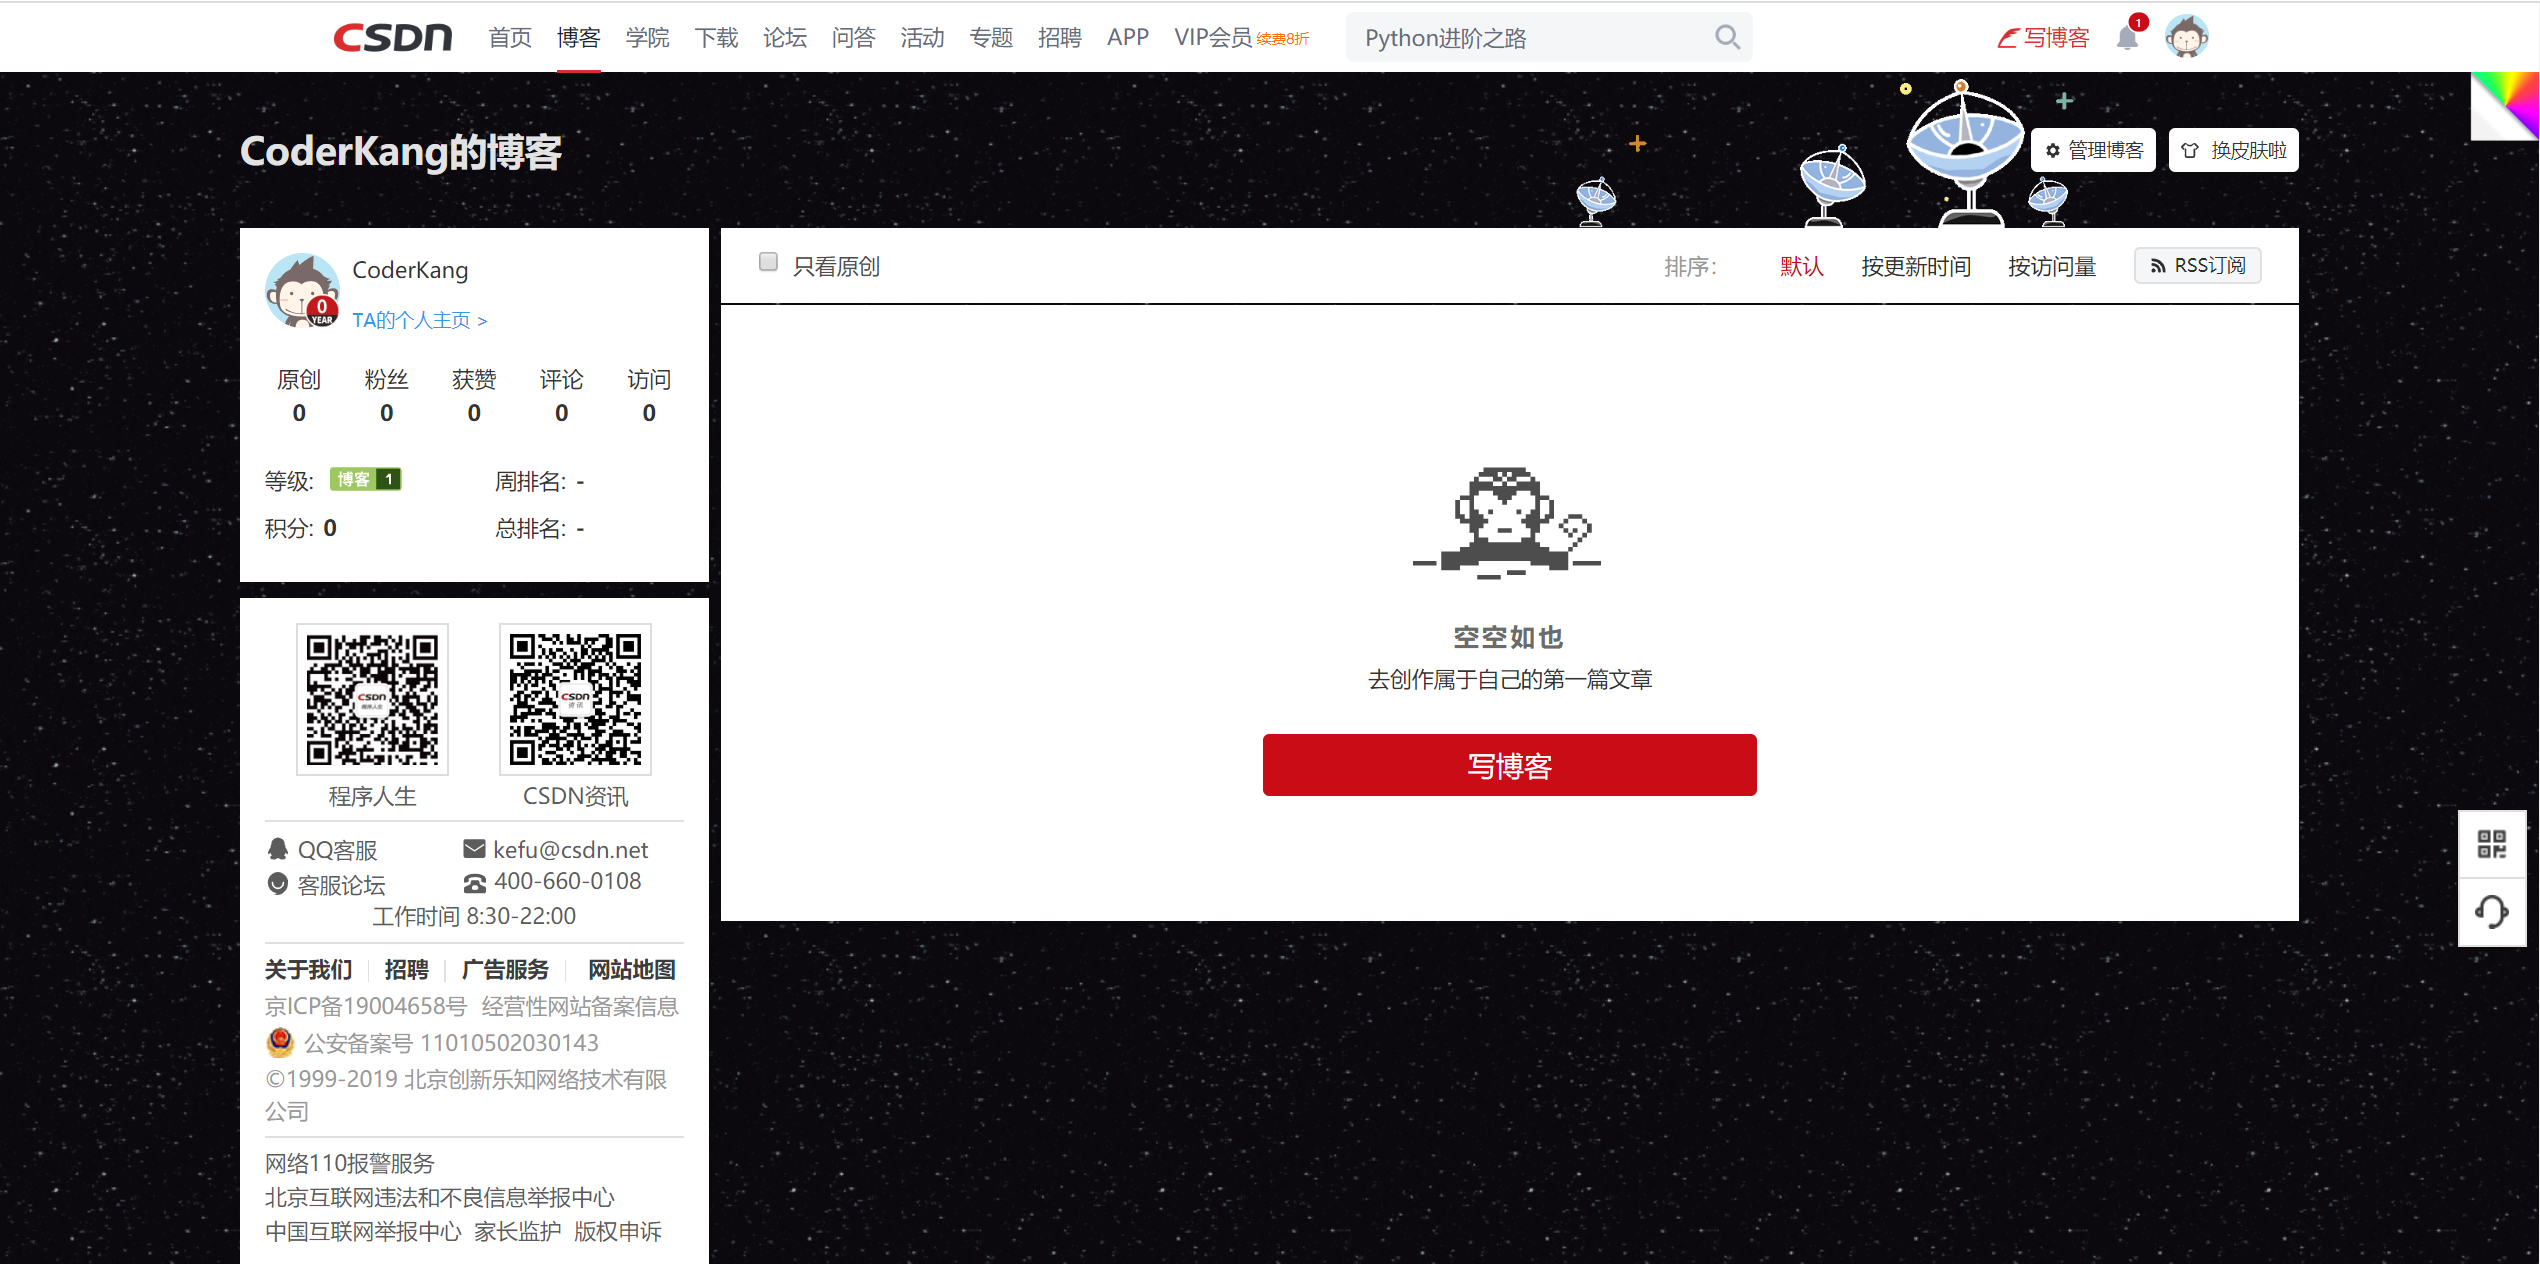 CSDN 首页 博客 学院 下载 论坛 问答 活动 专题 招聘 APP VIP会员 续费8折 Python进阶之路 写博客 1
CoderKang的博客
管理博客 换皮肤啦
CoderKang
0
YEAR
TA的个人主页 >
原创 粉丝 获赞 评论 访问
0 0 0 0 0
等级: 博客 1 周排名: -
积分: 0 总排名: -
只看原创 排序: 默认 按更新时间 按访问量 RSS订阅
空空如也
去创作属于自己的第一篇文章
写博客
CSDN
程序人生
CSDN
资讯
程序人生 CSDN资讯
QQ客服 kefu@csdn.net
客服论坛 400-660-0108
工作时间 8:30-22:00
关于我们 招聘 广告服务 网站地图
京ICP备19004658号 经营性网站备案信息
公安备案号 11010502030143
©1999-2019 北京创新乐知网络技术有限
公司
网络110报警服务
北京互联网违法和不良信息举报中心
中国互联网举报中心 家长监护 版权申诉